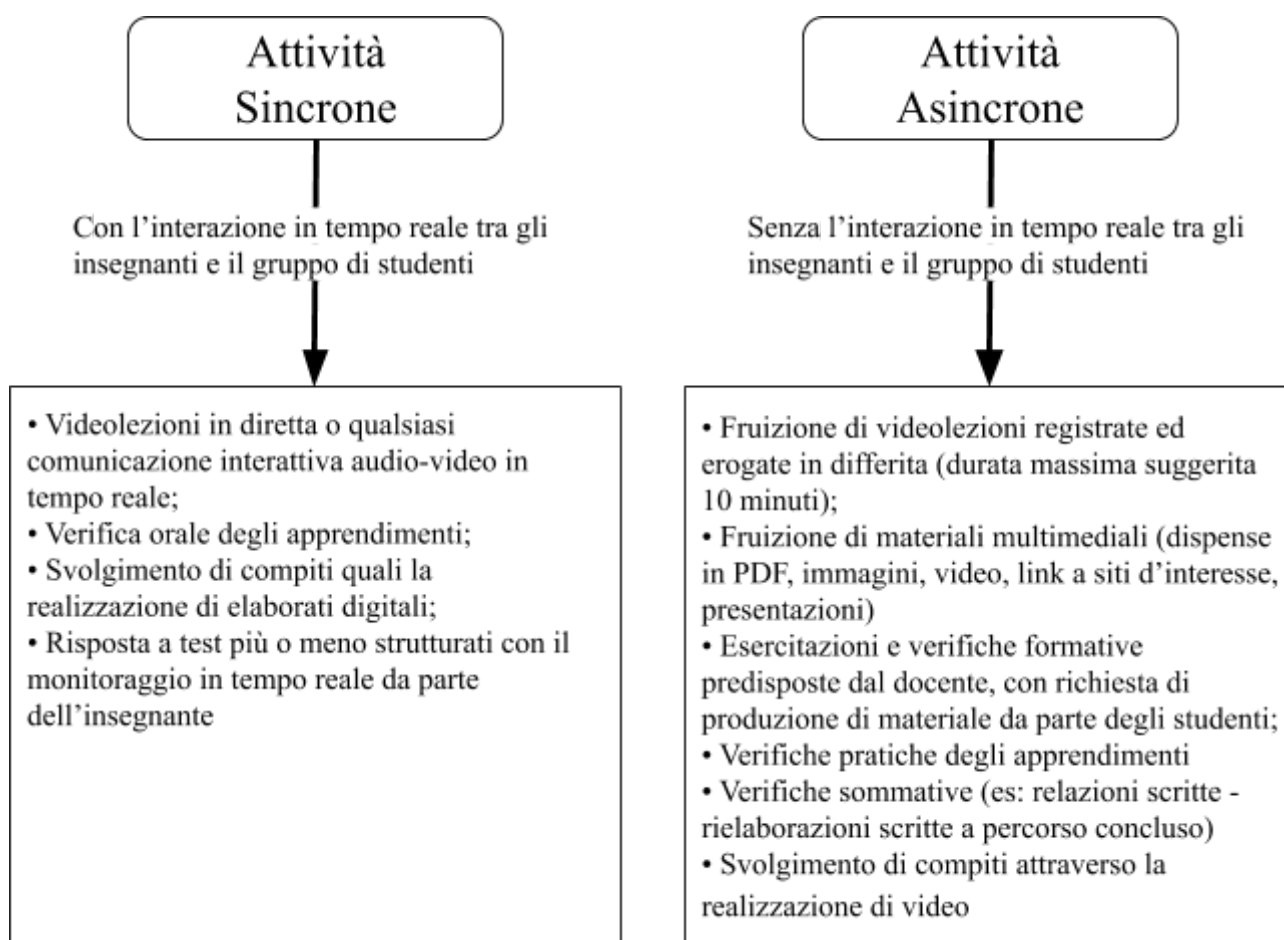 Attività
Sincrone
Con l’interazione in tempo reale tra gli
insegnanti e il gruppo di studenti
• Videolezioni in diretta o qualsiasi
comunicazione interattiva audio-video in
tempo reale;
• Verifica orale degli apprendimenti;
• Svolgimento di compiti quali la
realizzazione di elaborati digitali;
• Risposta a test più o meno strutturati con il
monitoraggio in tempo reale da parte
dell’insegnante
Attività
Asincrone
Senza l’interazione in tempo reale tra gli
insegnanti e il gruppo di studenti
• Fruizione di videolezioni registrate ed
erogate in differita (durata massima suggerita
10 minuti);
• Fruizione di materiali multimediali (dispense
in PDF, immagini, video, link a siti d’interesse,
presentazioni)
• Esercitazioni e verifiche formative
predisposte dal docente, con richiesta di
produzione di materiale da parte degli studenti;
• Verifiche pratiche degli apprendimenti
• Verifiche sommative (es: relazioni scritte -
rielaborazioni scritte a percorso concluso)
• Svolgimento di compiti attraverso la
realizzazione di video